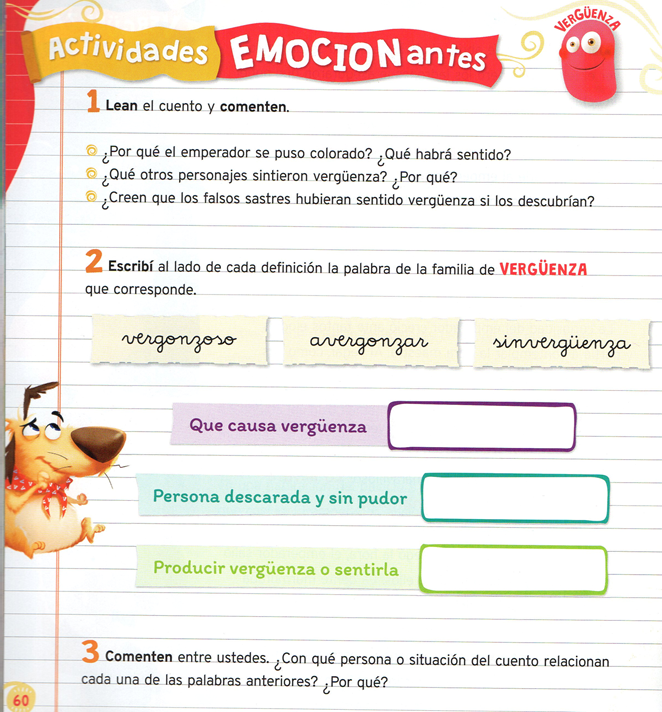 Actividades EMOCIONantes
VERGÜENZA
1 Lean el cuento y comenten.
¿Por qué el emperador se puso colorado? ¿Qué habrá sentido?
¿Qué otros personajes sintieron vergüenza? ¿Por qué?
¿Creen que los falsos sastres hubieran sentido vergüenza si los descubrían?
2 Escribí al lado de cada definición la palabra de la familia de VERGÜENZA
que corresponde.
vergonzoso avergonzar sinvergüenza
Que causa vergüenza
Persona descarada y sin pudor
Producir vergüenza o sentirla
3 Comenten entre ustedes. ¿Con qué persona o situación del cuento relacionan
cada una de las palabras anteriores? ¿Por qué?
60